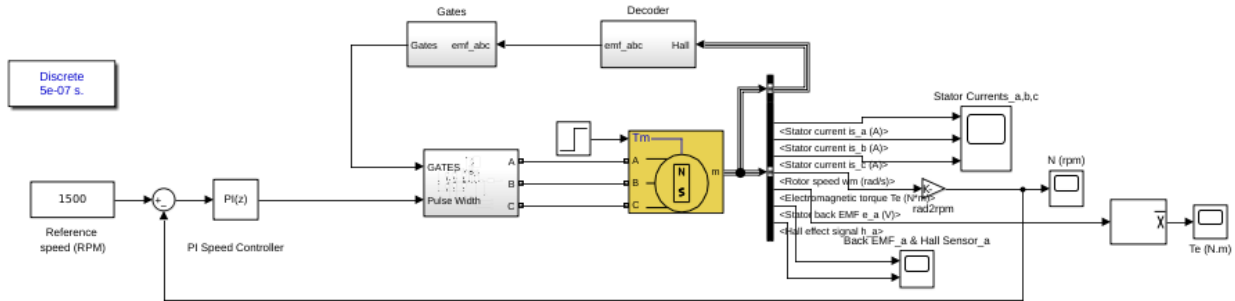 Gates
Decoder
Gates emf_abc
emf_abc Hall
Discrete
5e-07 s.
Stator Currents_a,b,c
Tm
<Stator current is_a (A)>
<Stator current is_b (A)>
<Stator current is_c (A)>
<Rotor speed wm (rad/s)>
<Electromagnetic torque Te (N*m)>
<Stator back EMF e_a (V)>
<Hall effect signal h_a>
N (rpm)
GATES
Pulse Width
A
B
C
A
B
C
N
S
m
K-
rad2rpm
1500
Reference
speed (RPM)
+
_
PI(z)
PI Speed Controller
Back EMF_a & Hall Sensor_a
X
Te (N.m)